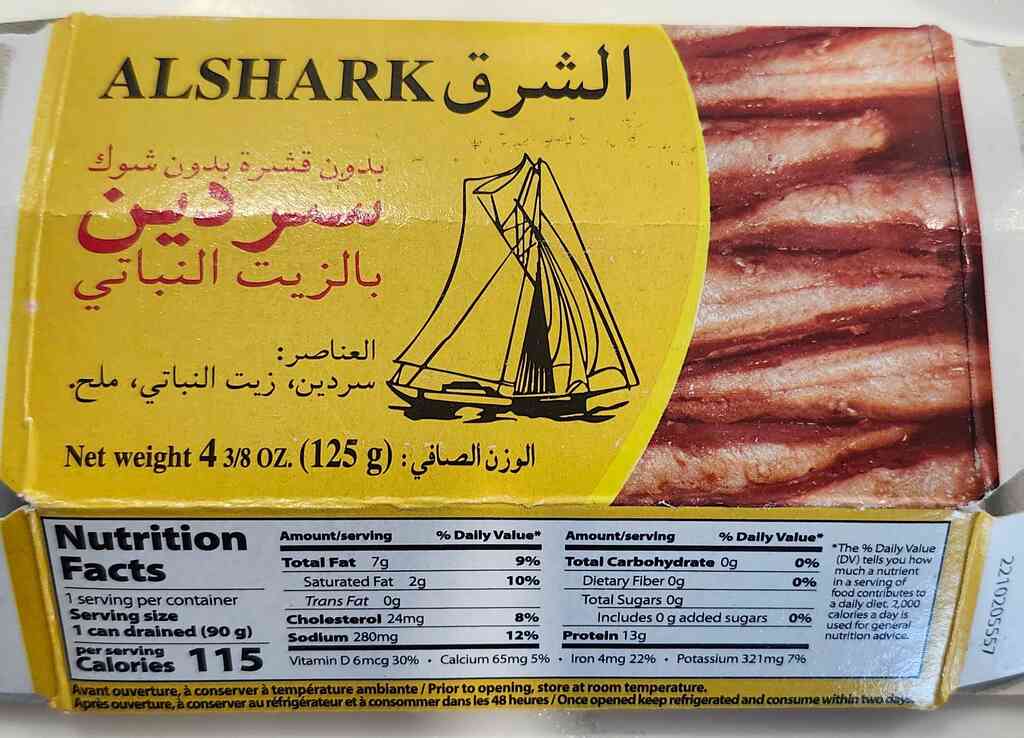 ALSHARK الشرق
بدون قشرة بدون شوك
سردين
بالزيت النباتي
العناصر:
سردين، زيت النباتي، ملح.
Net weight 4 3/8 OZ. (125 g) الوزن الصافي:
Nutrition
Facts
1 serving per container
Serving size
1 can drained (90 g)
per serving
Calories 115
Amount/serving % Daily Value*
Total Fat 7g 9%
Saturated Fat 2g 10%
Trans Fat 0g
Cholesterol 24mg 8%
Sodium 280mg 12%
Amount/serving % Daily Value*
Total Carbohydrate 0g 0%
Dietary Fiber 0g 0%
Total Sugars 0g
Includes 0 g added sugars 0%
Protein 13g
Vitamin D 6mcg 30% • Calcium 65mg 5% • Iron 4mg 22% • Potassium 321mg 7%
*The % Daily Value
(DV) tells you how
much a nutrient
in a serving of
food contributes to
a daily diet. 2,000
calories a day is
used for general
nutrition advice.
Avant ouverture, à conserver à température ambiante / Prior to opening, store at room temperature.
Après ouverture, à conserver au réfrigérateur et à consommer dans les 48 heures / Once opened keep refrigerated and consume within two days.
221020S557